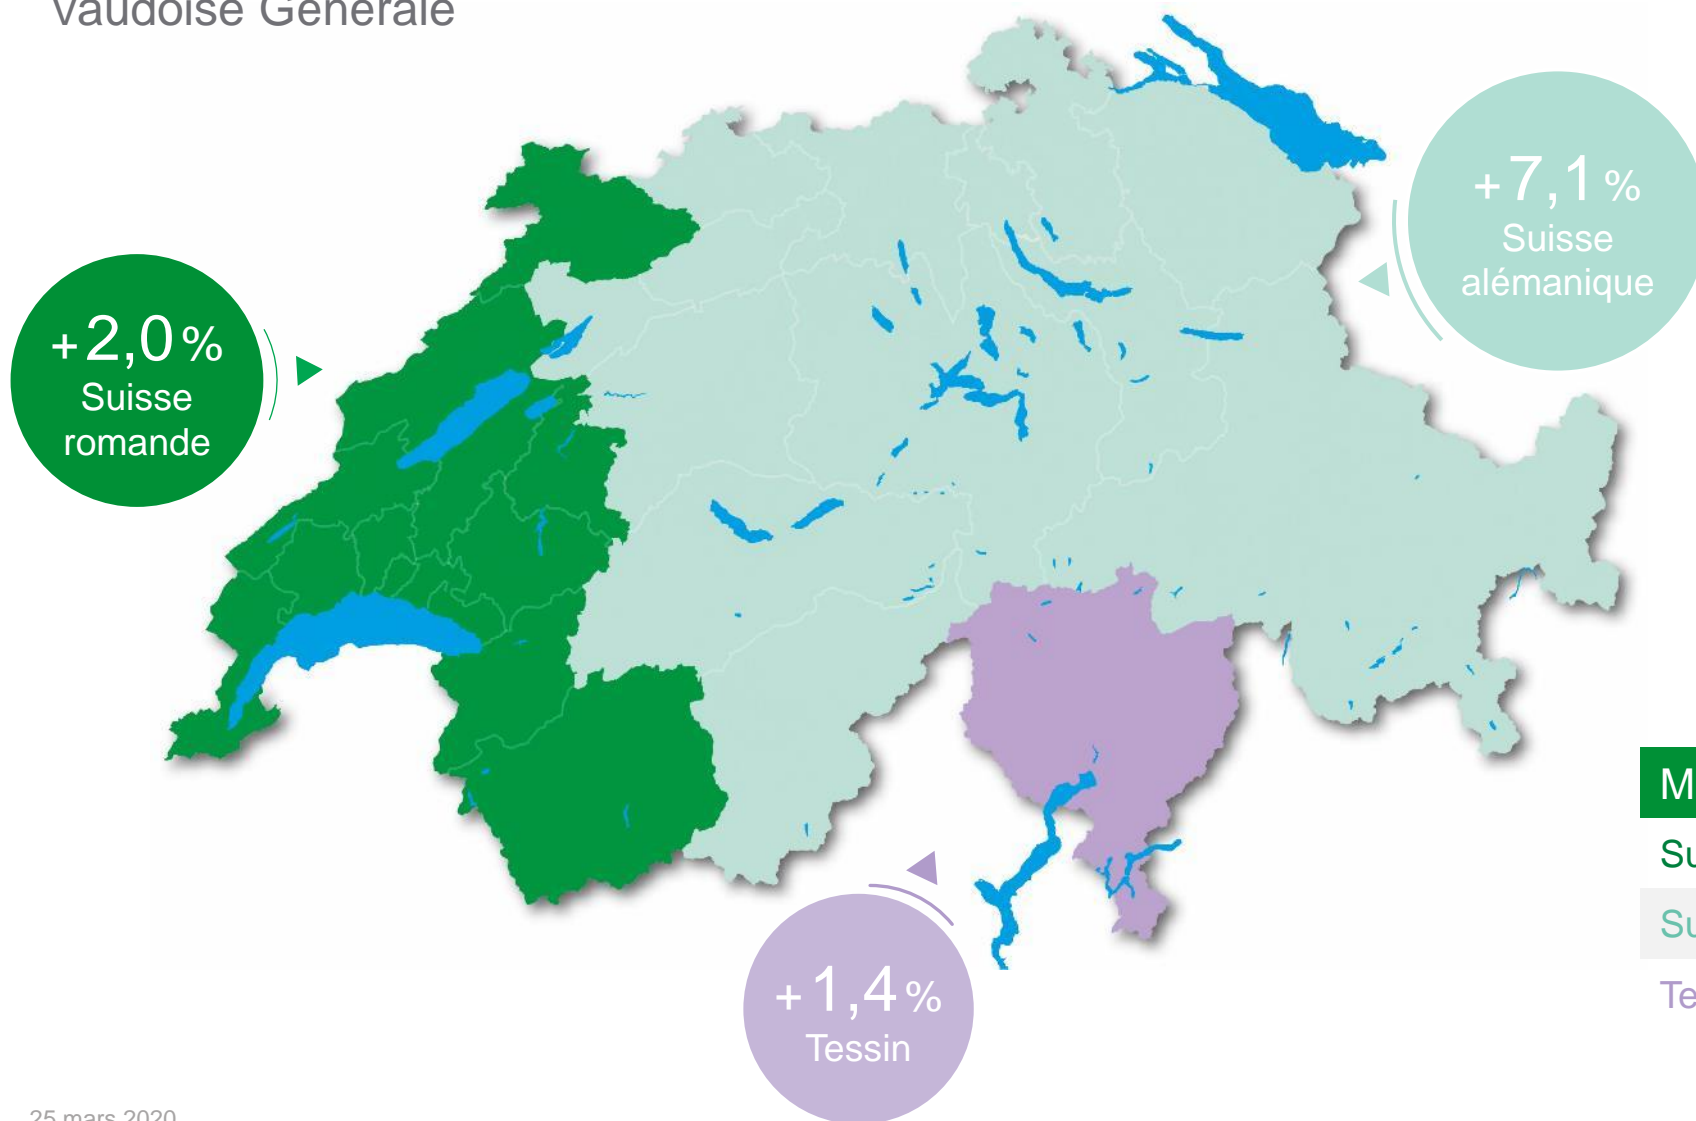 Vaudoise Générale
+7,1 %
Suisse
alémanique
+2,0 %
Suisse
romande
+1,4 %
Tessin
25 mars 2020